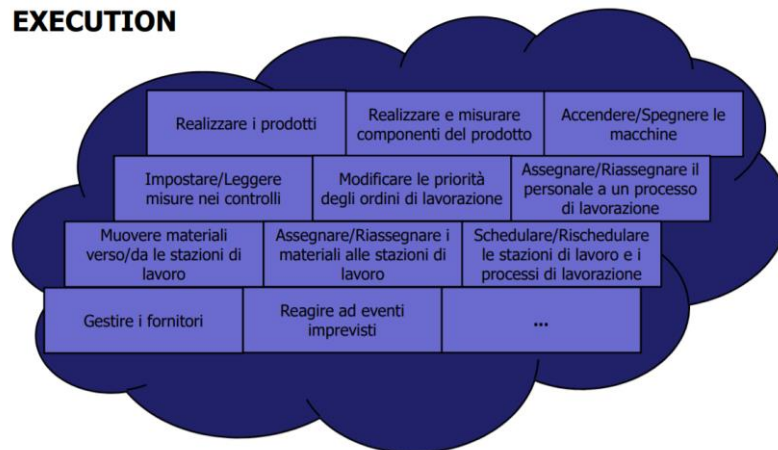 EXECUTION
Realizzare i prodotti
Realizzare e misurare
componenti del prodotto
Accendere/Spegnere le
macchine
Impostare/Leggere
misure nei controlli
Modificare le priorità
degli ordini di lavorazione
Assegnare/Riassegnare il
personale a un processo
di lavorazione
Muovere materiali
verso/da le stazioni di
lavoro
Assegnare/Riassegnare i
materiali alle stazioni di
lavoro
Schedulare/Rischedulare
le stazioni di lavoro e i
processi di lavorazione
Gestire i fornitori
Reagire ad eventi
imprevisti
...